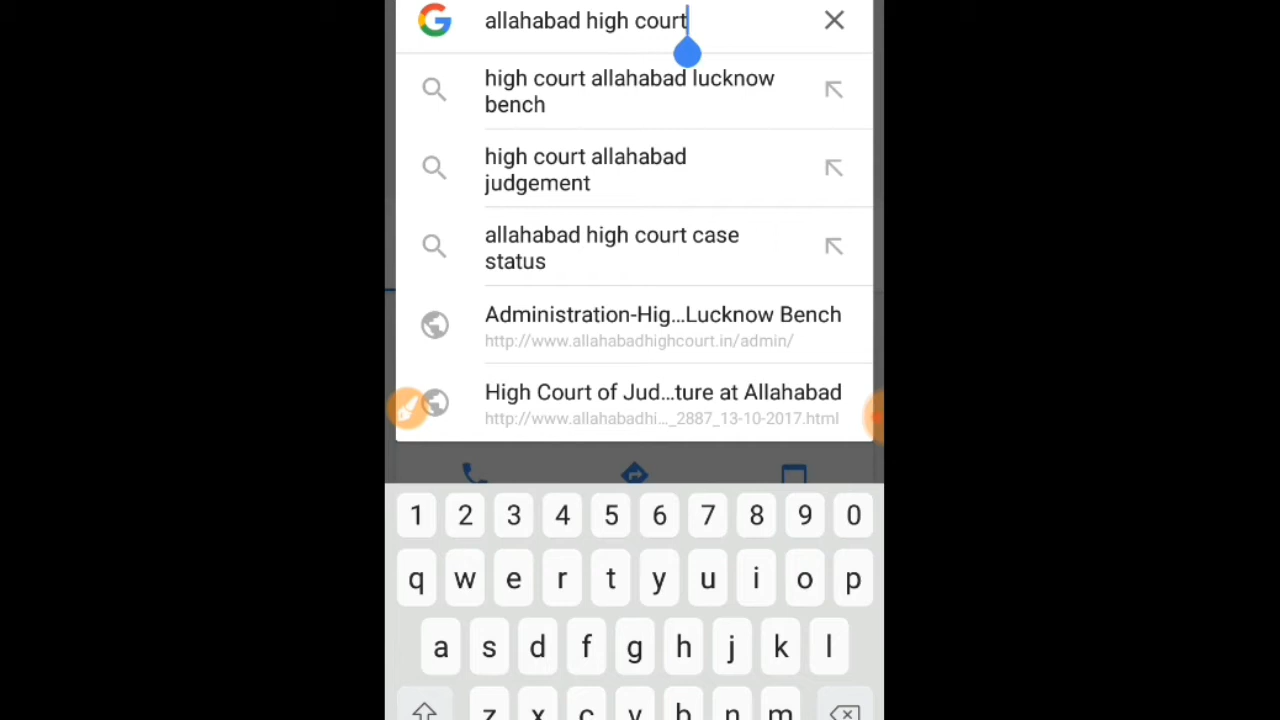 allahabad high court
high court allahabad lucknow
bench
high court allahabad
judgement
allahabad high court case
status
Administration-Hig...Lucknow Bench
http://www.allahabadhighcourt.in/admin/
High Court of Jud...ture at Allahabad
http://www.allahabadhi..._2887_13-10-2017.html
1 2 3 4 5 6 7 8 9 0
q w e r t y u i o p
a s d f g h j k l
z x c v b n m